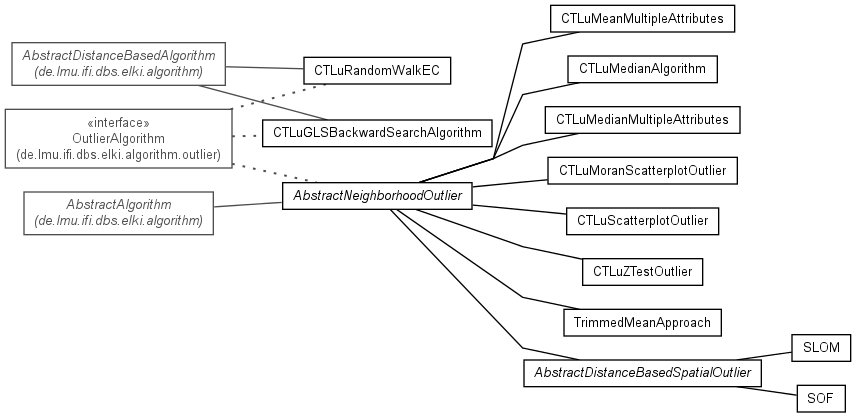 AbstractDistanceBasedAlgorithm
(de.lmu.ifi.dbs.elki.algorithm)
«interface»
OutlierAlgorithm
(de.lmu.ifi.dbs.elki.algorithm.outlier)
AbstractAlgorithm
(de.lmu.ifi.dbs.elki.algorithm)
CTLuRandomWalkEC
CTLuGLSBackwardSearchAlgorithm
AbstractNeighborhoodOutlier
CTLuMeanMultipleAttributes
CTLuMedianAlgorithm
CTLuMedianMultipleAttributes
CTLuMoranScatterplotOutlier
CTLuScatterplotOutlier
CTLuZTestOutlier
TrimmedMeanApproach
AbstractDistanceBasedSpatialOutlier
SLOM
SOF